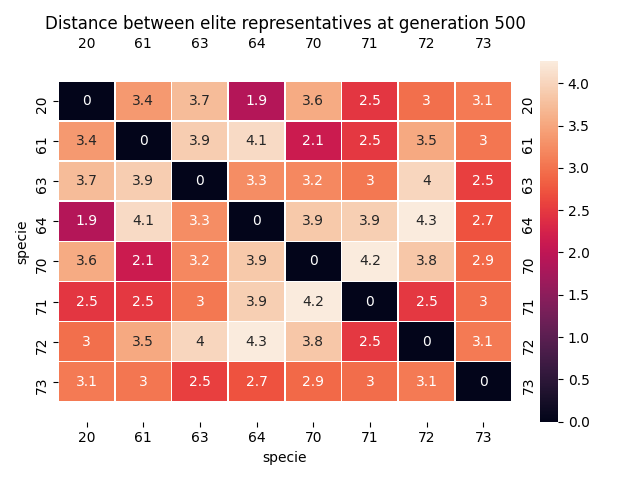 Distance between elite representatives at generation 500
20 61 63 64 70 71 72 73
20 0 3.4 3.7 1.9 3.6 2.5 3 3.1 20
61 3.4 0 3.9 4.1 2.1 2.5 3.5 3 61
63 3.7 3.9 0 3.3 3.2 3 4 2.5 63
64 1.9 4.1 3.3 0 3.9 3.9 4.3 2.7 64
70 3.6 2.1 3.2 3.9 0 4.2 3.8 2.9 70
71 2.5 2.5 3 3.9 4.2 0 2.5 3 71
72 3 3.5 4 4.3 3.8 2.5 0 3.1 72
73 3.1 3 2.5 2.7 2.9 3 3.1 0 73
20 61 63 64 70 71 72 73
specie
specie
4.0
3.5
3.0
2.5
2.0
1.5
1.0
0.5
0.0